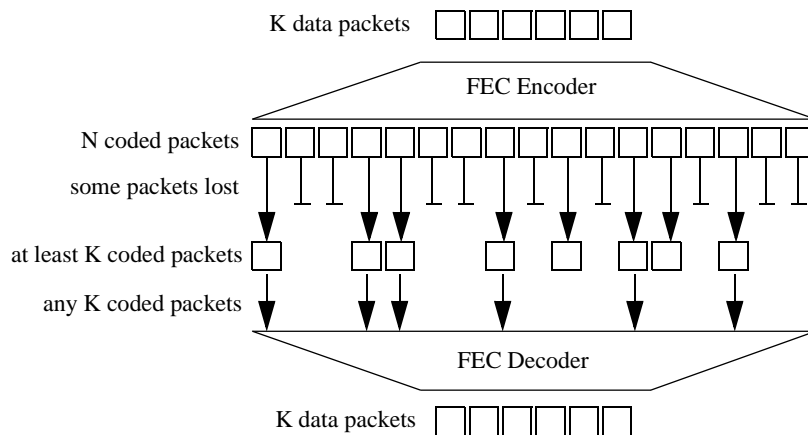 K data packets
FEC Encoder
N coded packets
some packets lost
at least K coded packets
any K coded packets
FEC Decoder
K data packets